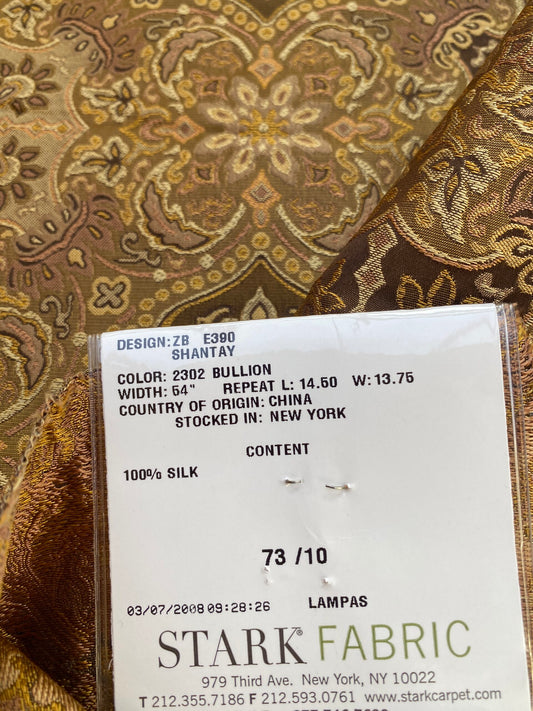 DESIGN: ZB E390
SHANTAY
COLOR: 2302 BULLION
WIDTH: 54" REPEAT L: 14.50 W: 13.75
COUNTRY OF ORIGIN: CHINA
STOCKED IN: NEW YORK
CONTENT
100% SILK
73 /10
03/07/2008 09:28:26 LAMPAS
STARK® FABRIC
979 Third Ave. New York, NY 10022
T 212.355.7186 F 212.593.0761 www.starkcarpet.com